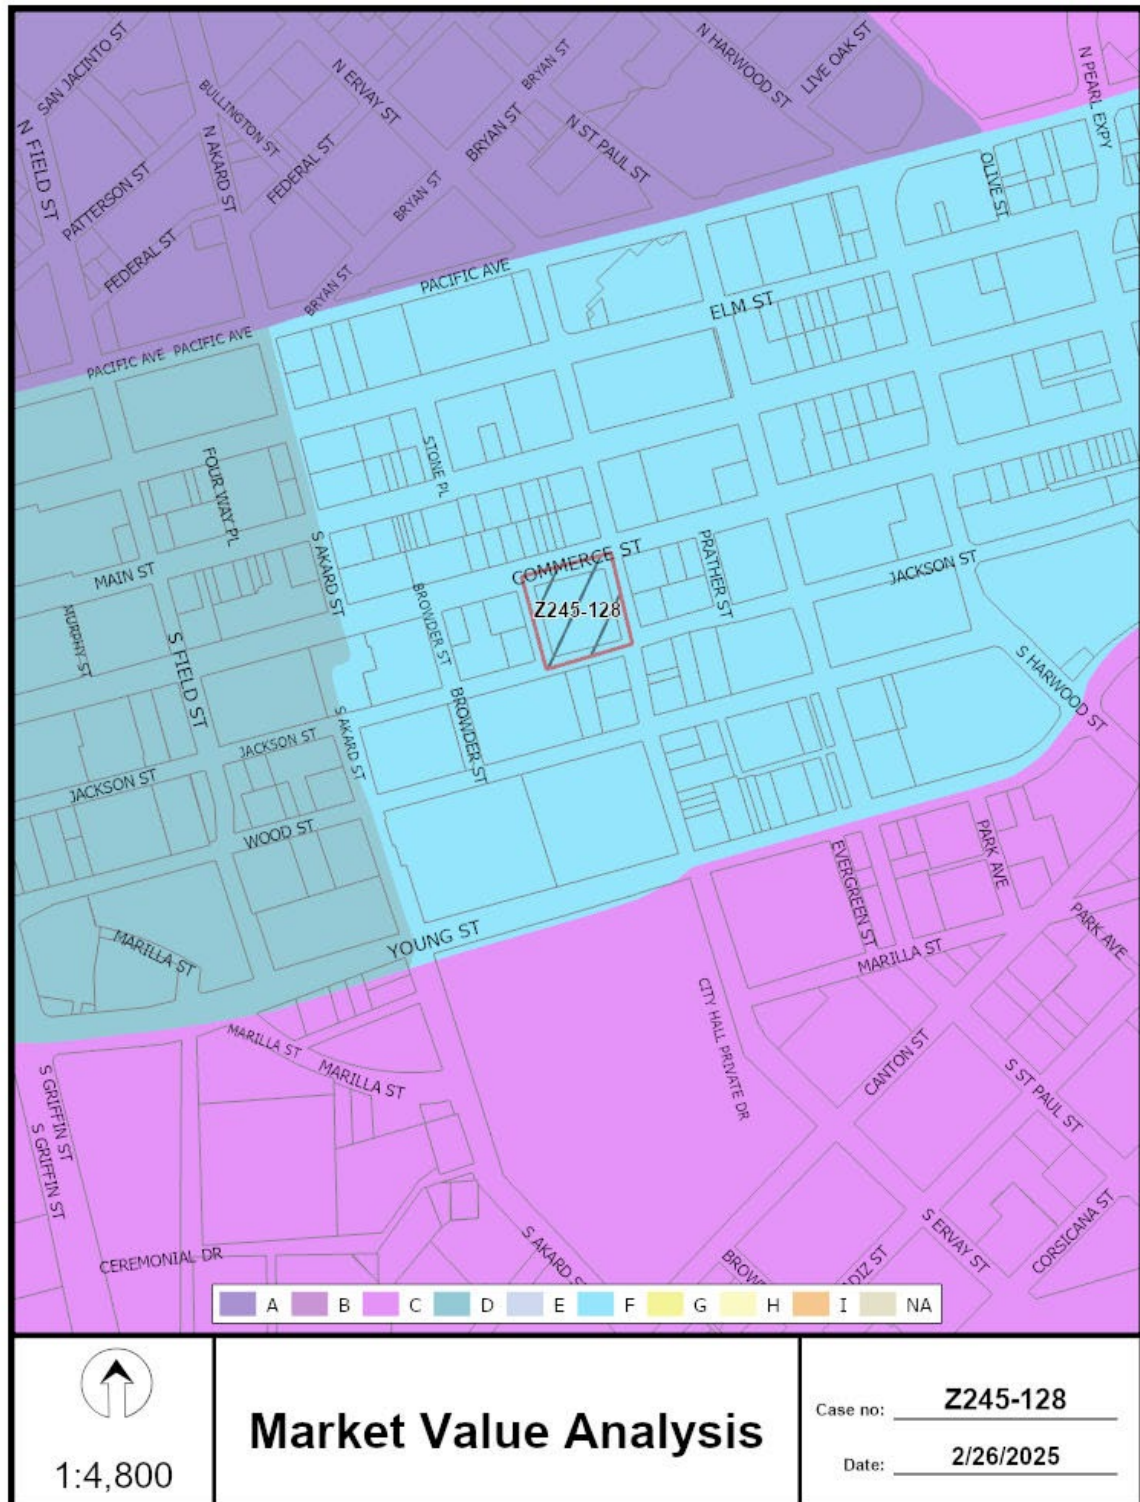 SAN JACINTO ST
N FIELD ST
BULLINGTON ST
N ERVAY ST
BRYAN ST
N HARWOOD ST
LIVE OAK ST
N PEARL EXPY
N AKARD ST
FEDERAL ST
BRYAN ST
N ST PAUL ST
PATTERSON ST
BRYAN ST
OLIVE ST
FEDERAL ST
BRYAN ST
PACIFIC AVE
ELM ST
PACIFIC AVE
PACIFIC AVE
FOUR WAY PL
STONE PL
MAIN ST
S AKARD ST
COMMERCE ST
PRATHER ST
JACKSON ST
MURPHY ST
S FIELD ST
BROWDER ST
Z245-128
S HARWOOD ST
JACKSON ST
S AKARD ST
BROWDER ST
JACKSON ST
WOOD ST
EVERGREEN ST
PARK AVE
MARILLA ST
YOUNG ST
MARILLA ST
PARK AVE
CITY HALL PRIVATE DR
MARILLA ST
MARILLA ST
CANTON ST
S ST PAUL ST
S GRIFFIN ST
S GRIFFIN ST
CEREMONIAL DR
S AKARD S
BROW
DIZ ST
S ERVAY ST
CORSICANA ST
A B C D E F G H I NA
1:4,800
Market Value Analysis
Case no: Z245-128
Date: 2/26/2025